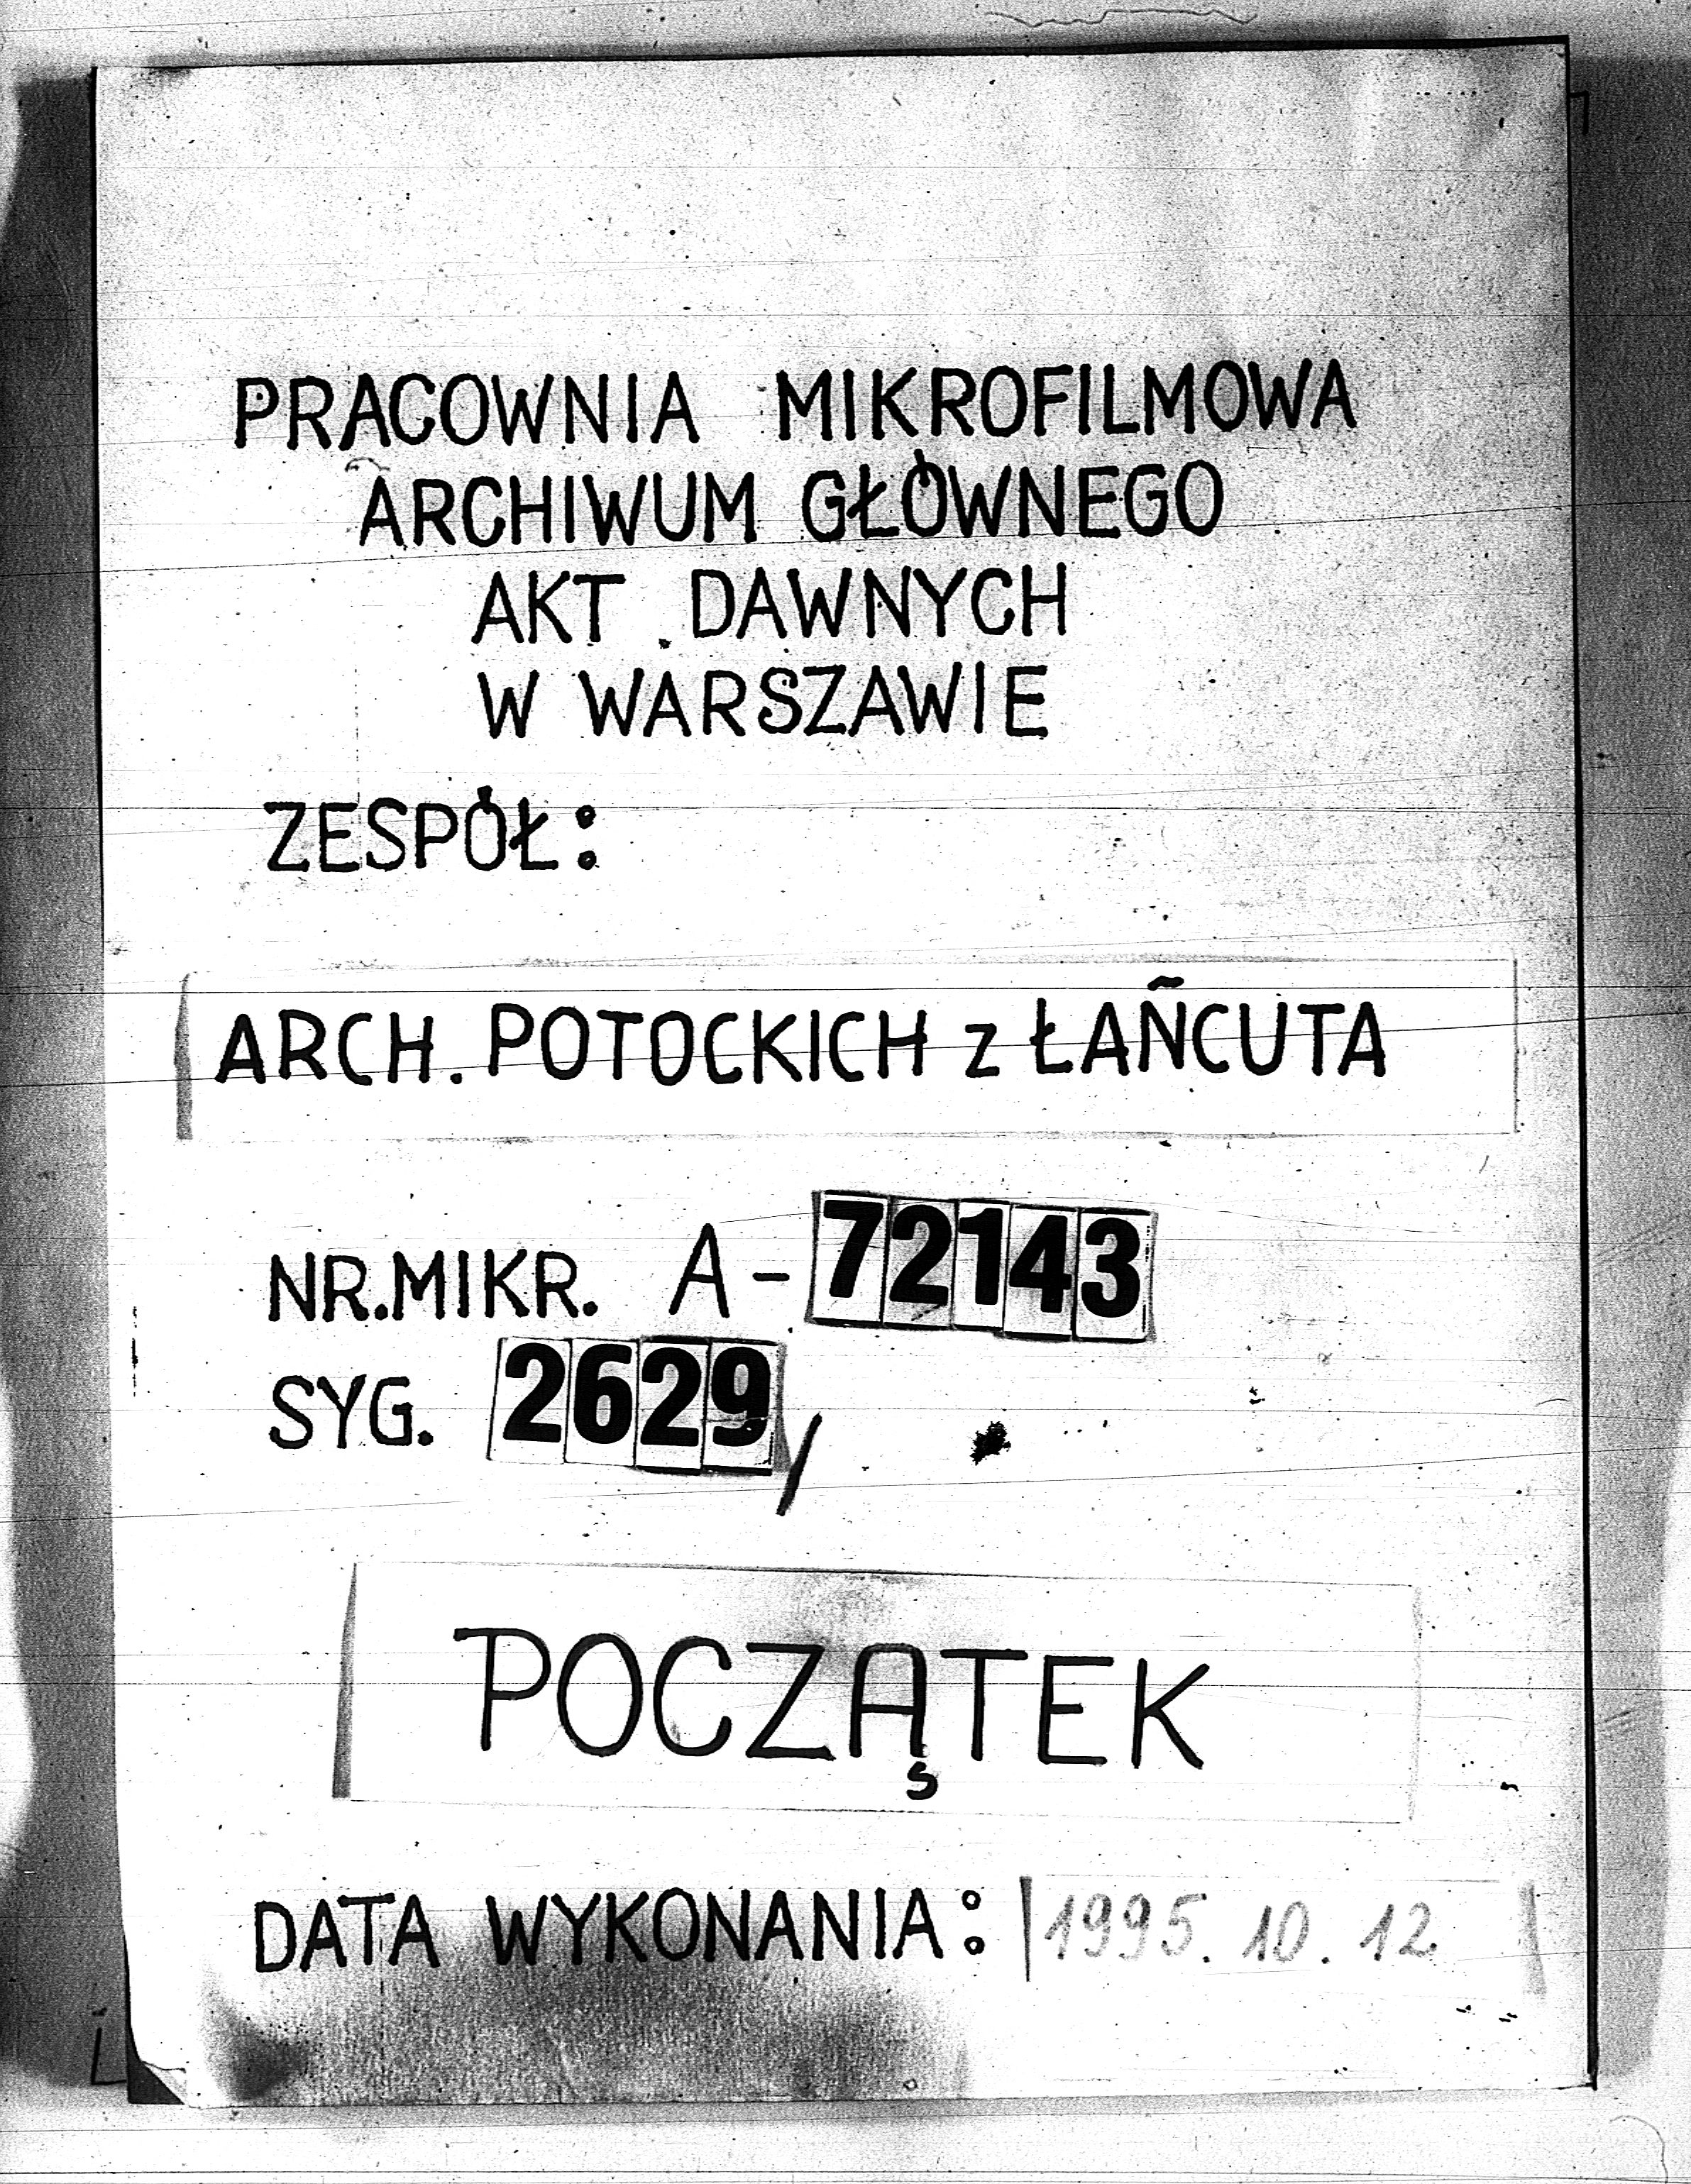 PRACOWNIA MIKROFILMOWA
ARCHIWUM GŁÓWNEGO
AKT DAWNYCH
W WARSZAWIE
ZESPÓŁ:
ARCH. POTOCKICH z ŁAŃCUTA
NR.MIKR. A-72143
SYG. 2629/
POCZĄTEK
DATA WYKONANIA: 1995.10.12